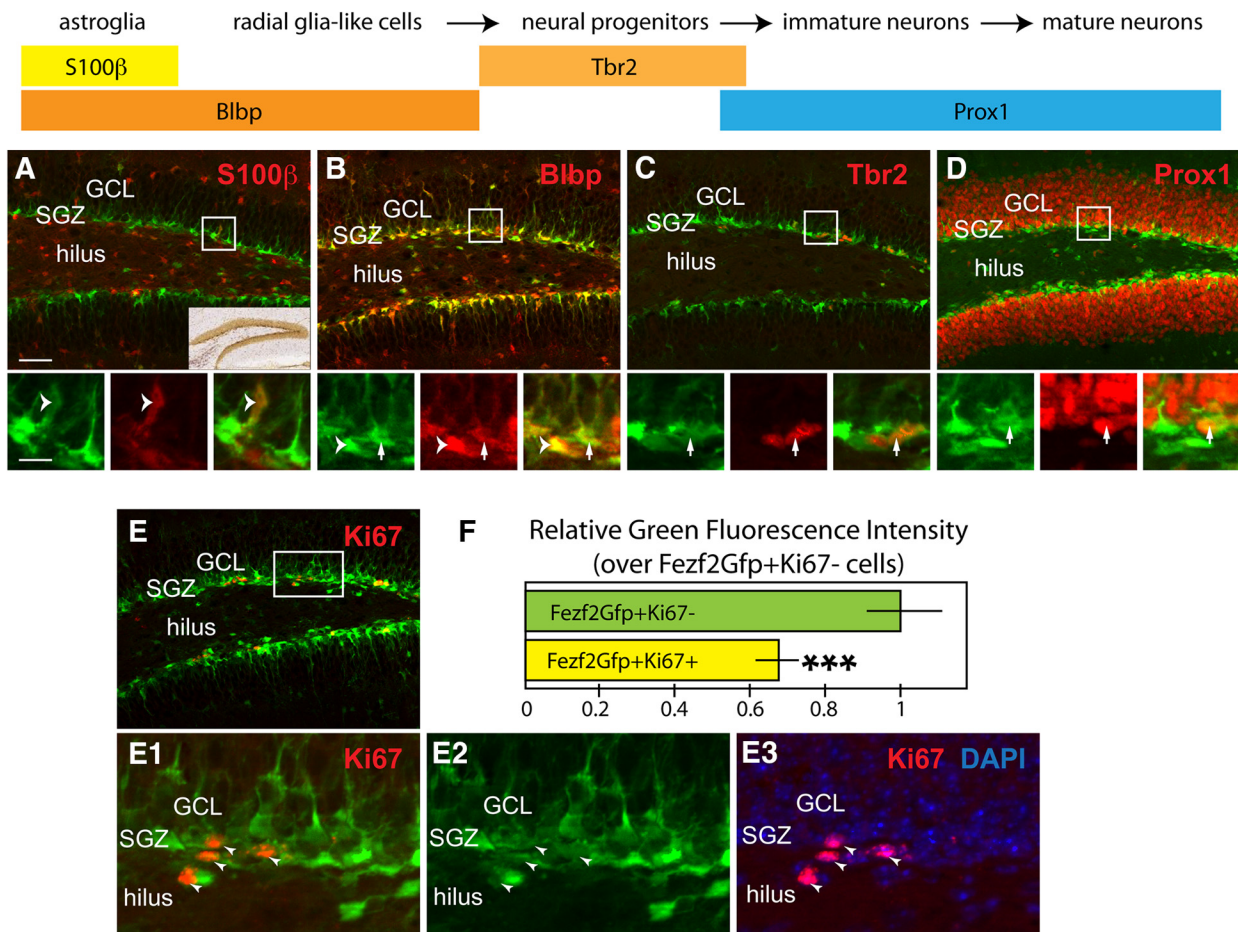 astroglia radial glia-like cells neural progenitors immature neurons mature neurons
S100β Tbr2
Blbp Prox1
A S100β
GCL
SGZ
hilus
B Blbp
GCL
SGZ
hilus
C Tbr2
GCL
SGZ
hilus
D Prox1
GCL
SGZ
hilus
E Ki67
GCL
SGZ
hilus
F Relative Green Fluorescence Intensity
(over Fezf2Gfp+Ki67- cells)
Fezf2Gfp+Ki67-
Fezf2Gfp+Ki67+ ***
0 0.2 0.4 0.6 0.8 1
E1 Ki67
GCL
SGZ
hilus
E2
GCL
SGZ
hilus
E3 Ki67 DAPI
GCL
SGZ
hilus